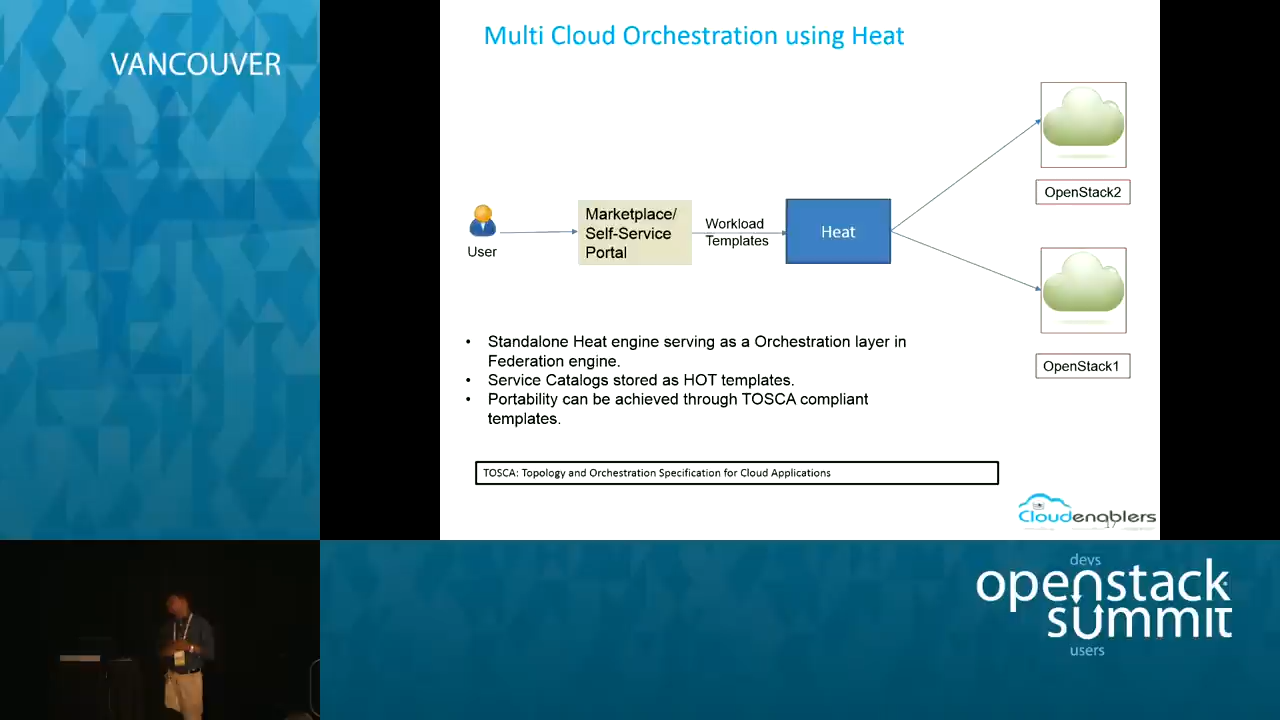 VANCOUVER
Multi Cloud Orchestration using Heat
User
Marketplace/
Self-Service
Portal
Workload
Templates
Heat
OpenStack2
OpenStack1
• Standalone Heat engine serving as a Orchestration layer in
Federation engine.
• Service Catalogs stored as HOT templates.
• Portability can be achieved through TOSCA compliant
templates.
TOSCA: Topology and Orchestration Specification for Cloud Applications
Cloudenablers
17
devs
openstack
summit
users